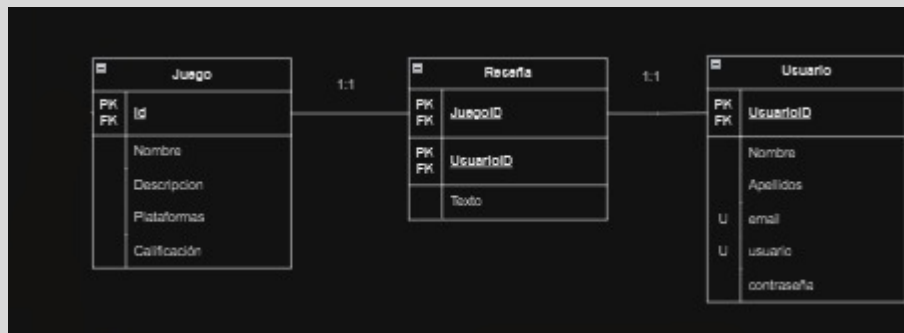 Juego
1:1
Reseña
1:1
Usuario
PK
FK
Id
PK
FK
JuegoID
PK
FK
UsuarioID
Nombre
PK
FK
UsuarioID
Nombre
Descripcion
Texto
Apellidos
Plataformas
U
email
Calificación
U
usuario
contraseña